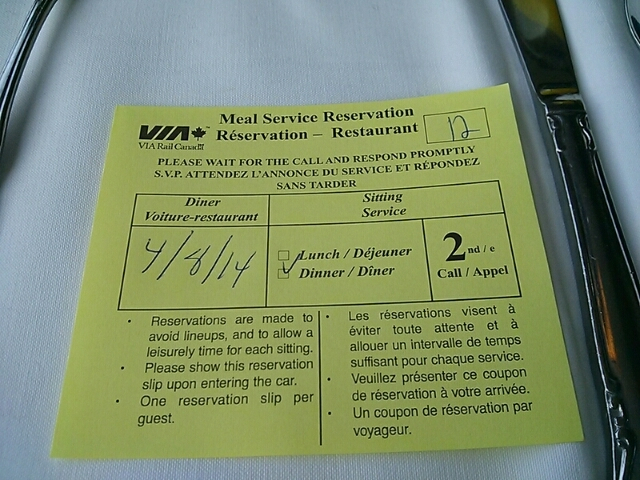 Meal Service Reservation
Réservation – Restaurant
12
VIA
VIA Rail Canada
PLEASE WAIT FOR THE CALL AND RESPOND PROMPTLY
S.V.P. ATTENDEZ L'ANNONCE DU SERVICE ET RÉPONDEZ
SANS TARDER
Diner
Voiture-restaurant
Sitting
Service
4/8/14
Lunch / Déjeuner
Dinner / Dîner
2nd / e
Call / Appel
• Reservations are made to
avoid lineups, and to allow a
leisurely time for each sitting.
• Please show this reservation
slip upon entering the car.
• One reservation slip per
guest.
• Les réservations visent à
éviter toute attente et à
allouer un intervalle de temps
suffisant pour chaque service.
• Veuillez présenter ce coupon
de réservation à votre arrivée.
• Un coupon de réservation par
voyageur.